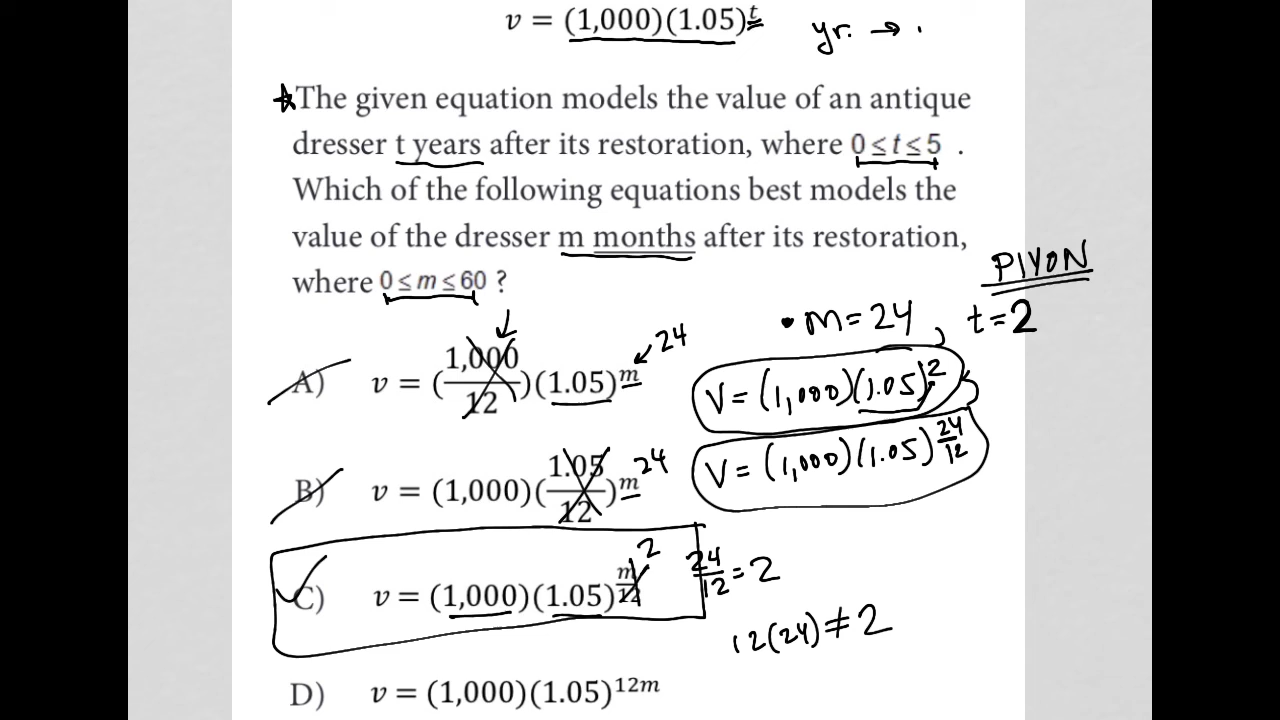 v = (1,000)(1.05)^t yr. →
★The given equation models the value of an antique
dresser t years after its restoration, where 0 ≤ t ≤ 5 .
Which of the following equations best models the
value of the dresser m months after its restoration,
where 0 ≤ m ≤ 60 ?
PIYON
• m = 24, t = 2
A) v = (1,000/12)(1.05)^m 24
V = (1,000)(1.05)^2
V = (1,000)(1.05)^24/12
B) v = (1,000)(1.05/12)^m 24
C) v = (1,000)(1.05)^m/12 2
24/12 = 2
12(24) ≠ 2
D) v = (1,000)(1.05)^12m